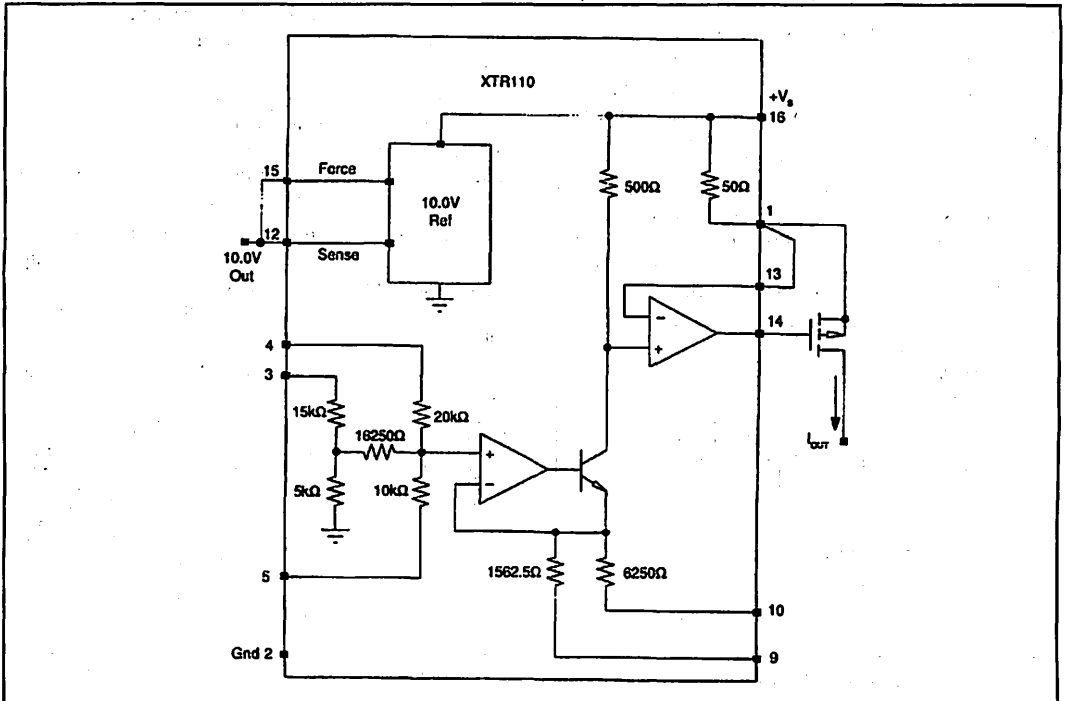 XTR110
+Vs
16
15
Force
10.0V
Ref
500Ω
50Ω
1
12
Sense
10.0V
Out
13
14
4
3
15kΩ
16250Ω
20kΩ
IOUT
5kΩ
10kΩ
1562.5Ω
6250Ω
5
10
Gnd 2
9
+
-
+
-